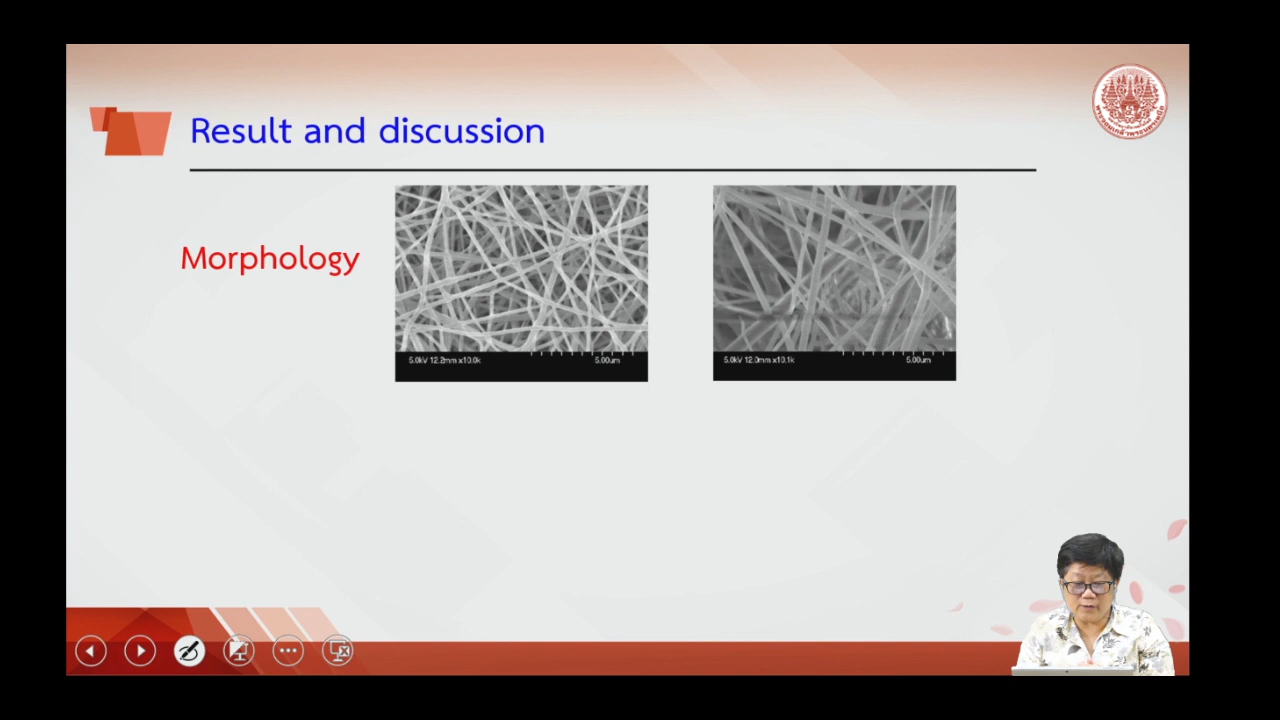 Result and discussion
Morphology
5.0kV 12.2mm x10.0k 5.00um
5.0kV 12.0mm x10.1k 5.00um